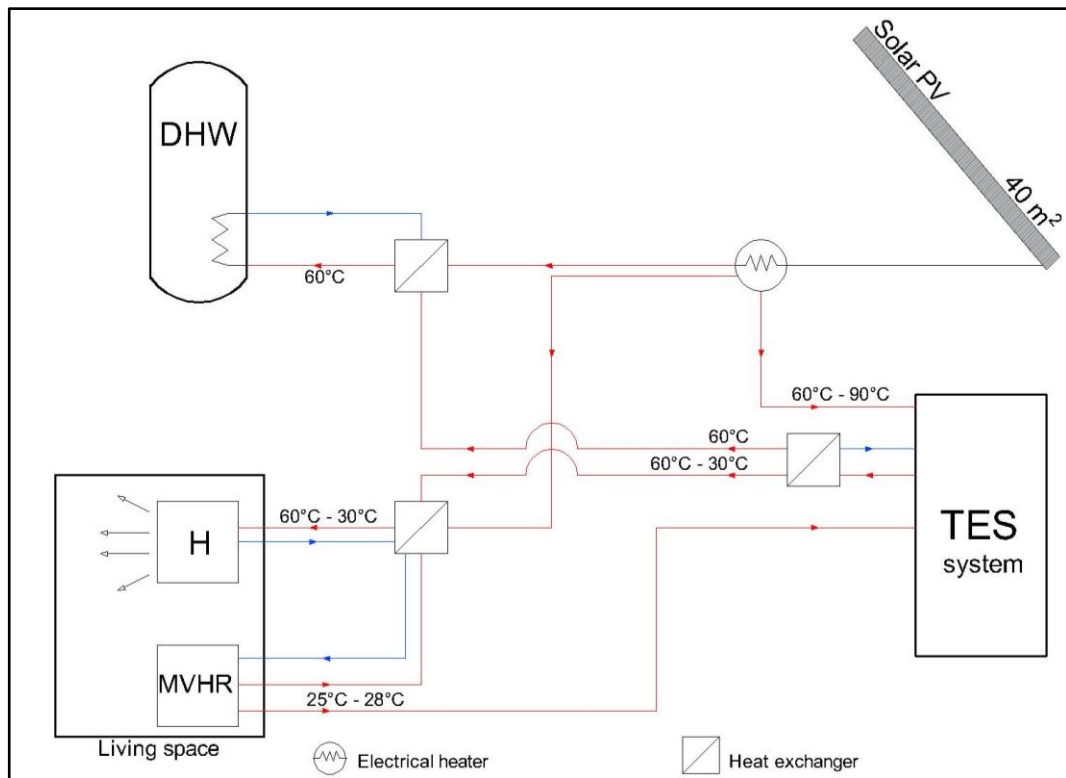 Solar PV
40 m²
DHW
60°C
60°C - 90°C
60°C
60°C - 30°C
60°C - 30°C
H
TES
system
MVHR
25°C - 28°C
Living space
Electrical heater
Heat exchanger